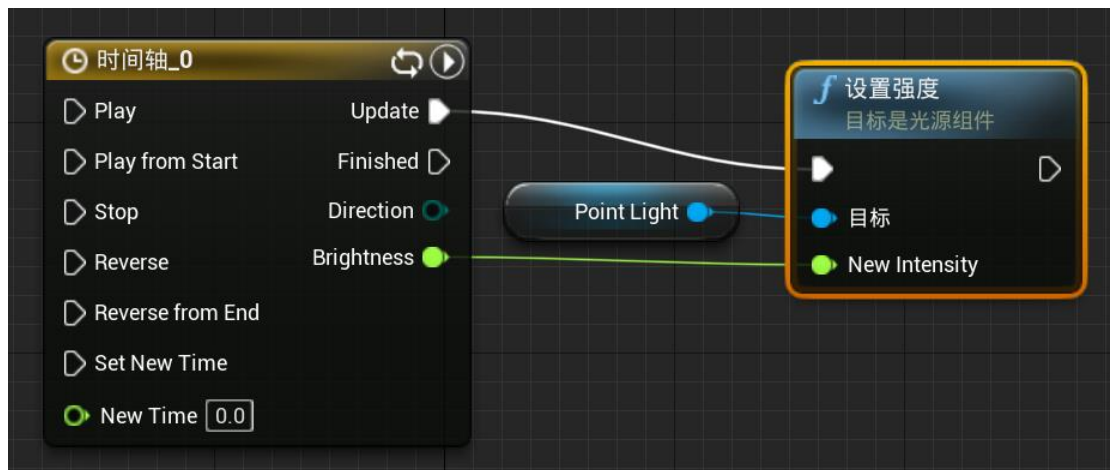 时间轴_0
Play
Update
Play from Start
Finished
Stop
Direction
Reverse
Brightness
Reverse from End
Set New Time
New Time 0.0
Point Light
设置强度
目标是光源组件
目标
New Intensity